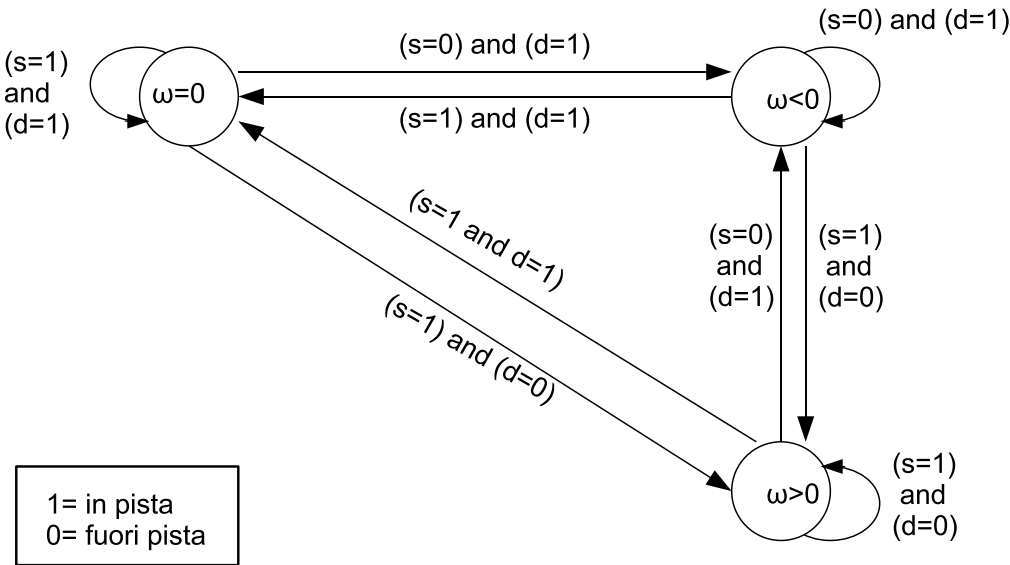 (s=0) and (d=1)
(s=0) and (d=1)
(s=1)
and
(d=1)
ω=0
ω<0
(s=1) and (d=1)
(s=1 and d=1)
(s=0)
and
(d=1)
(s=1)
and
(d=0)
(s=1) and (d=0)
(s=1)
and
(d=0)
ω>0
1= in pista
0= fuori pista